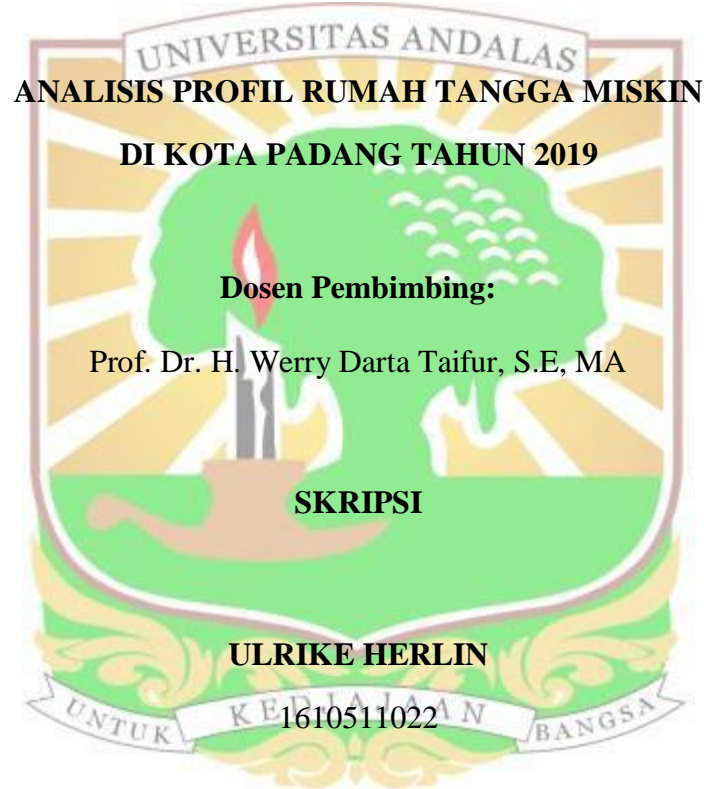 UNIVERSITAS ANDALAS
ANALISIS PROFIL RUMAH TANGGA MISKIN
DI KOTA PADANG TAHUN 2019
Dosen Pembimbing:
Prof. Dr. H. Werry Darta Taifur, S.E, MA
SKRIPSI
ULRIKE HERLIN
1610511022
UNTUK KEDJAJAAN BANGSA